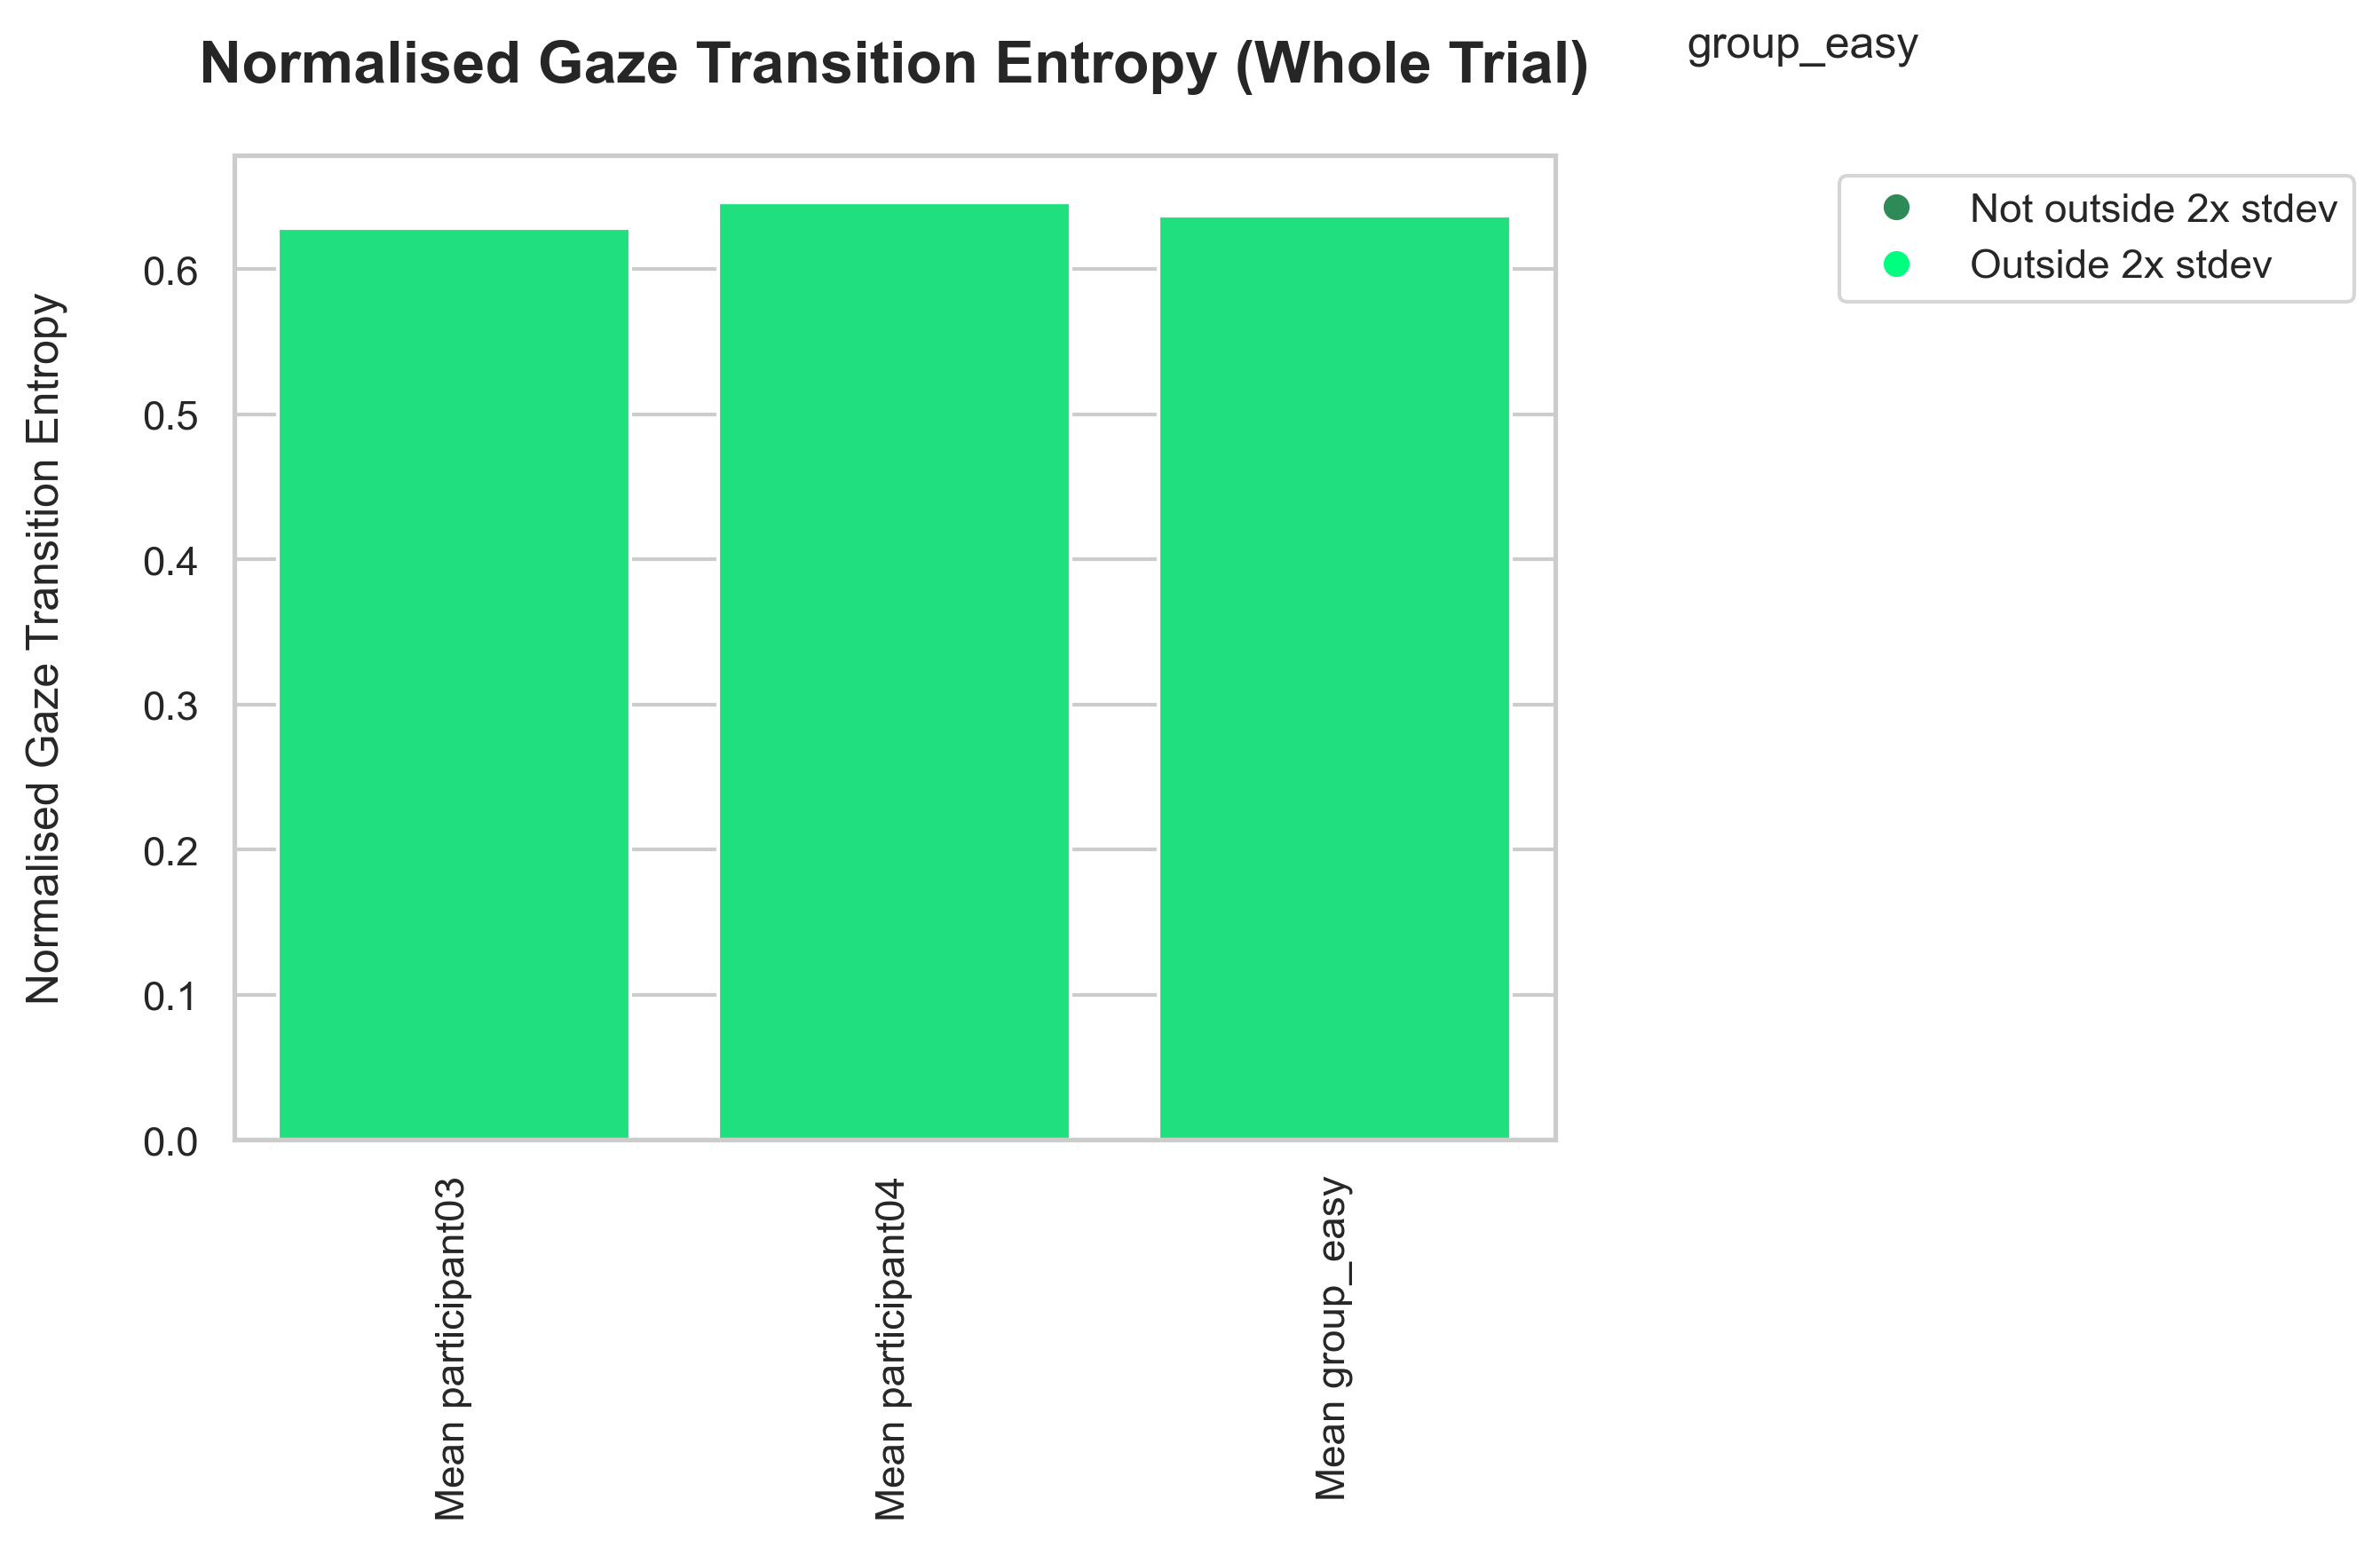 Normalised Gaze Transition Entropy (Whole Trial)
group_easy
Not outside 2x stdev
Outside 2x stdev
Normalised Gaze Transition Entropy
0.6
0.5
0.4
0.3
0.2
0.1
0.0
Mean participant03
Mean participant04
Mean group_easy